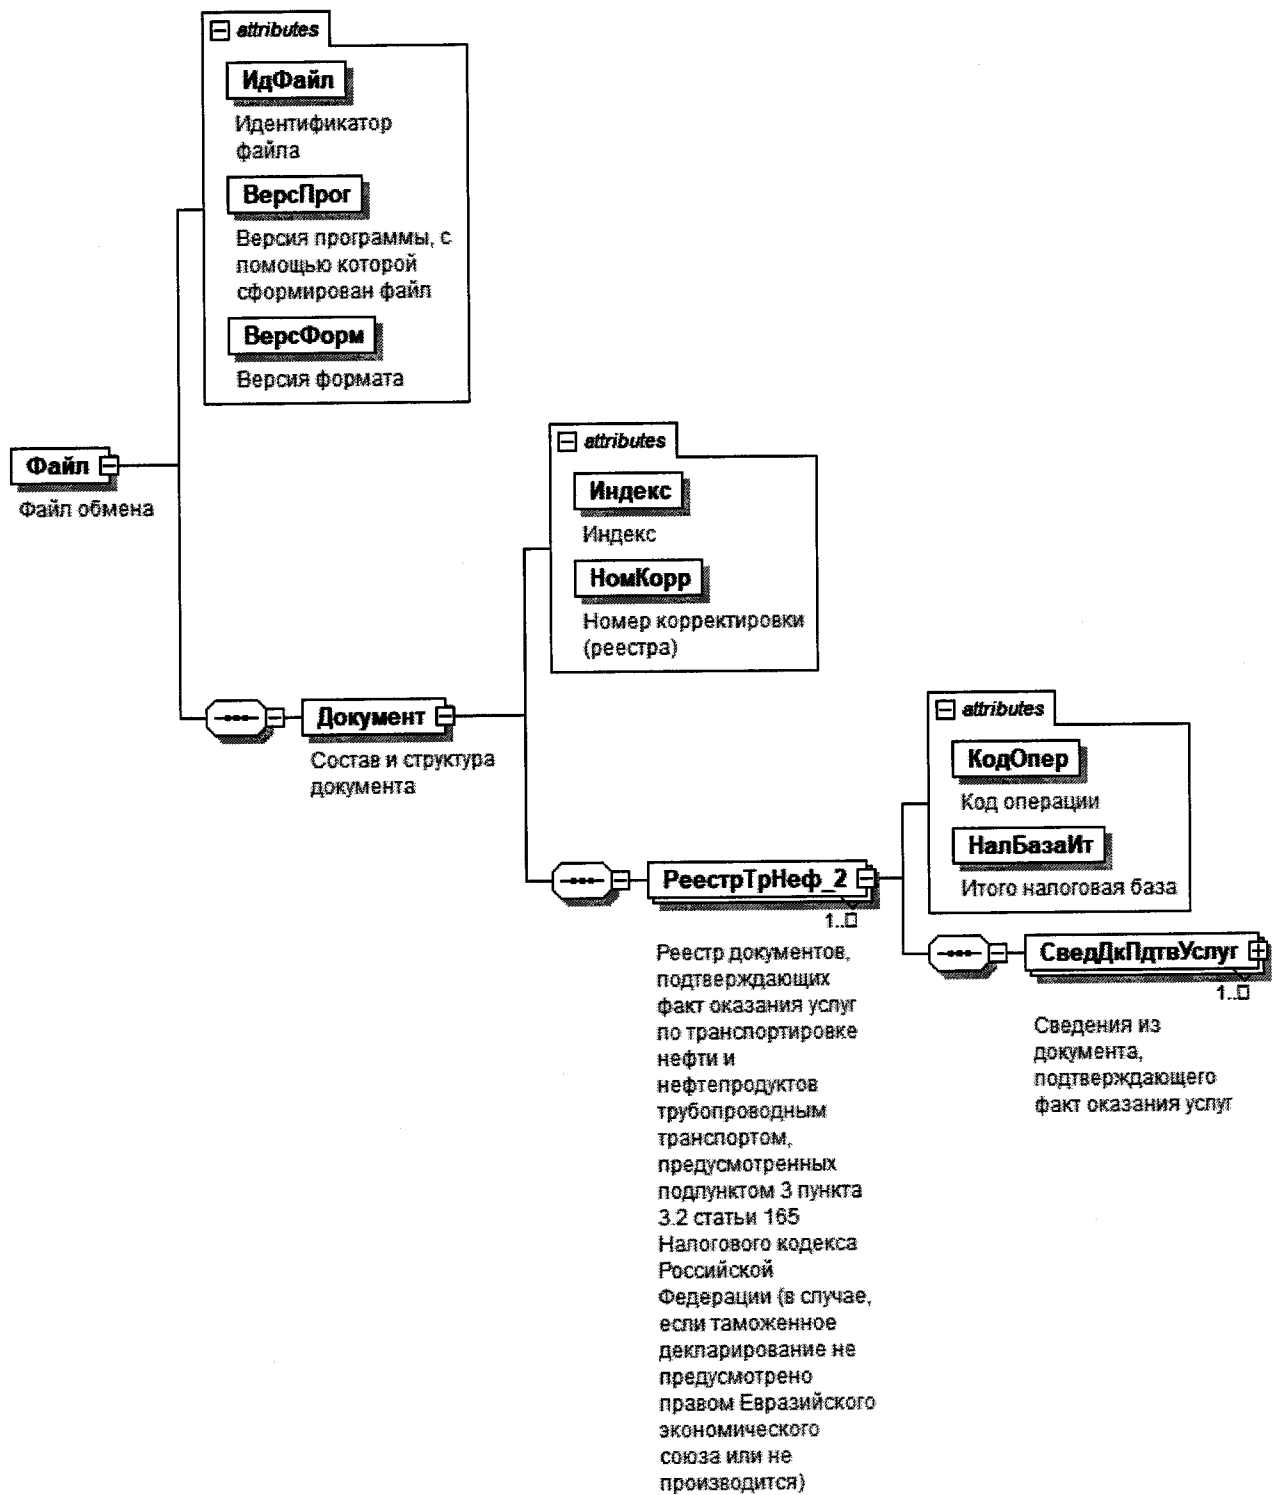 attributes
ИдФайл
Идентификатор
файла
ВерсПрог
Версия программы, с
помощью которой
сформирован файл
ВерсФорм
Версия формата
Файл
Файл обмена
attributes
Индекс
Индекс
НомКорр
Номер корректировки
(реестра)
Документ
Состав и структура
документа
attributes
КодОпер
Код операции
НалБазаИт
Итого налоговая база
РеестрТрНеф_2
1..
Реестр документов,
подтверждающих
факт оказания услуг
по транспортировке
нефти и
нефтепродуктов
трубопроводным
транспортом,
предусмотренных
подпунктом 3 пункта
3.2 статьи 165
Налогового кодекса
Российской
Федерации (в случае,
если таможенное
декларирование не
предусмотрено
правом Евразийского
экономического
союза или не
производится)
СведДкПдтвУслуг
1..
Сведения из
документа,
подтверждающего
факт оказания услуг